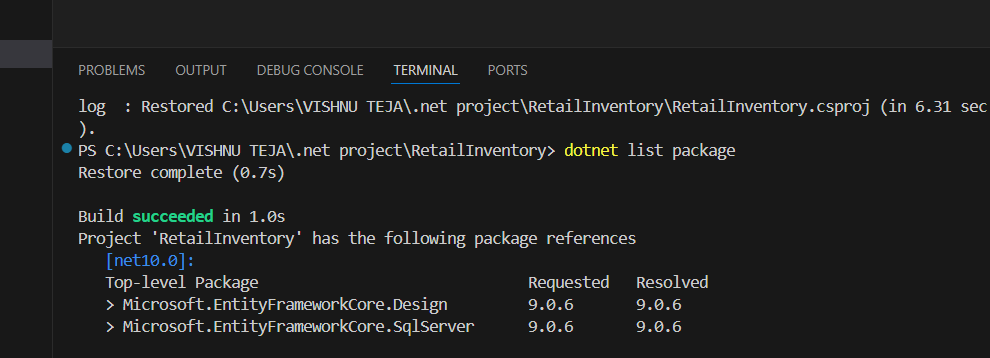 PROBLEMS OUTPUT DEBUG CONSOLE TERMINAL PORTS
log  : Restored C:\Users\VISHNU TEJA\.net project\RetailInventory\RetailInventory.csproj (in 6.31 sec
).
PS C:\Users\VISHNU TEJA\.net project\RetailInventory> dotnet list package
Restore complete (0.7s)
Build succeeded in 1.0s
Project 'RetailInventory' has the following package references
[net10.0]:
Top-level Package Requested Resolved
> Microsoft.EntityFrameworkCore.Design 9.0.6 9.0.6
> Microsoft.EntityFrameworkCore.SqlServer 9.0.6 9.0.6